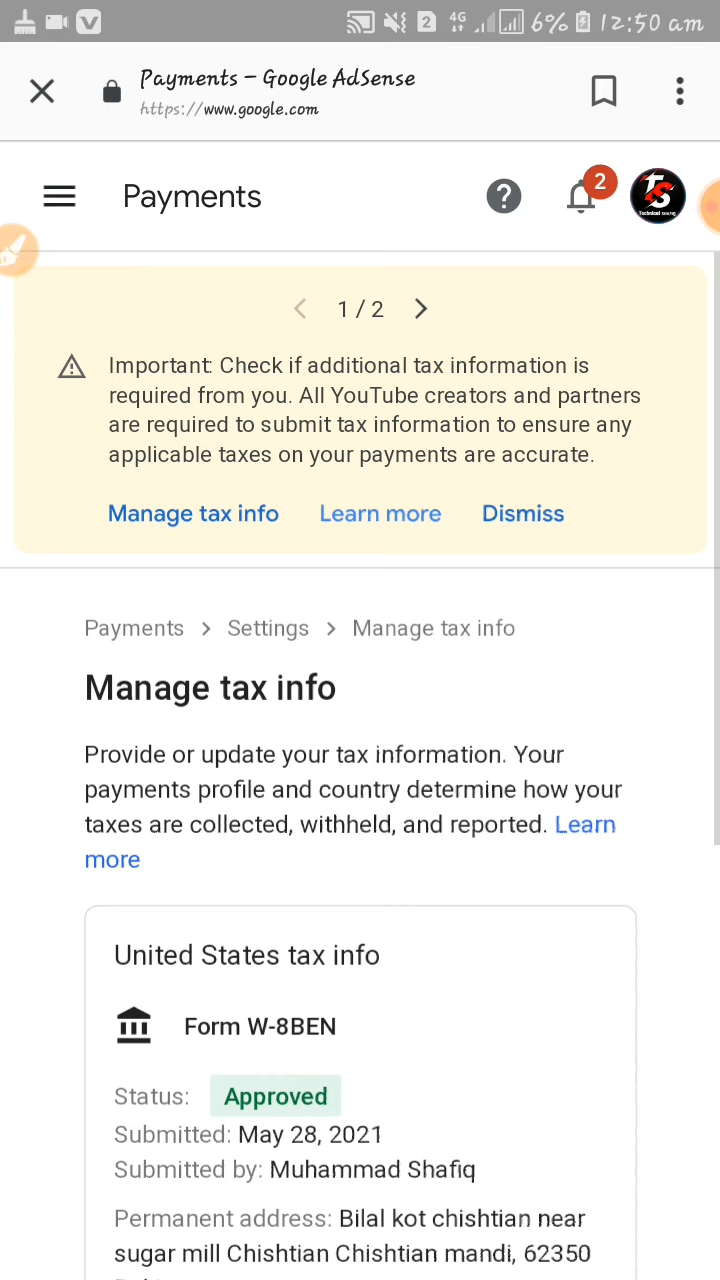 2 4G 6% 12:50 am
Payments – Google AdSense
https://www.google.com
Payments
2
TS
1 / 2
Important: Check if additional tax information is
required from you. All YouTube creators and partners
are required to submit tax information to ensure any
applicable taxes on your payments are accurate.
Manage tax info Learn more Dismiss
Payments > Settings > Manage tax info
Manage tax info
Provide or update your tax information. Your
payments profile and country determine how your
taxes are collected, withheld, and reported. Learn
more
United States tax info
Form W-8BEN
Status: Approved
Submitted: May 28, 2021
Submitted by: Muhammad Shafiq
Permanent address: Bilal kot chishtian near
sugar mill Chishtian Chishtian mandi, 62350